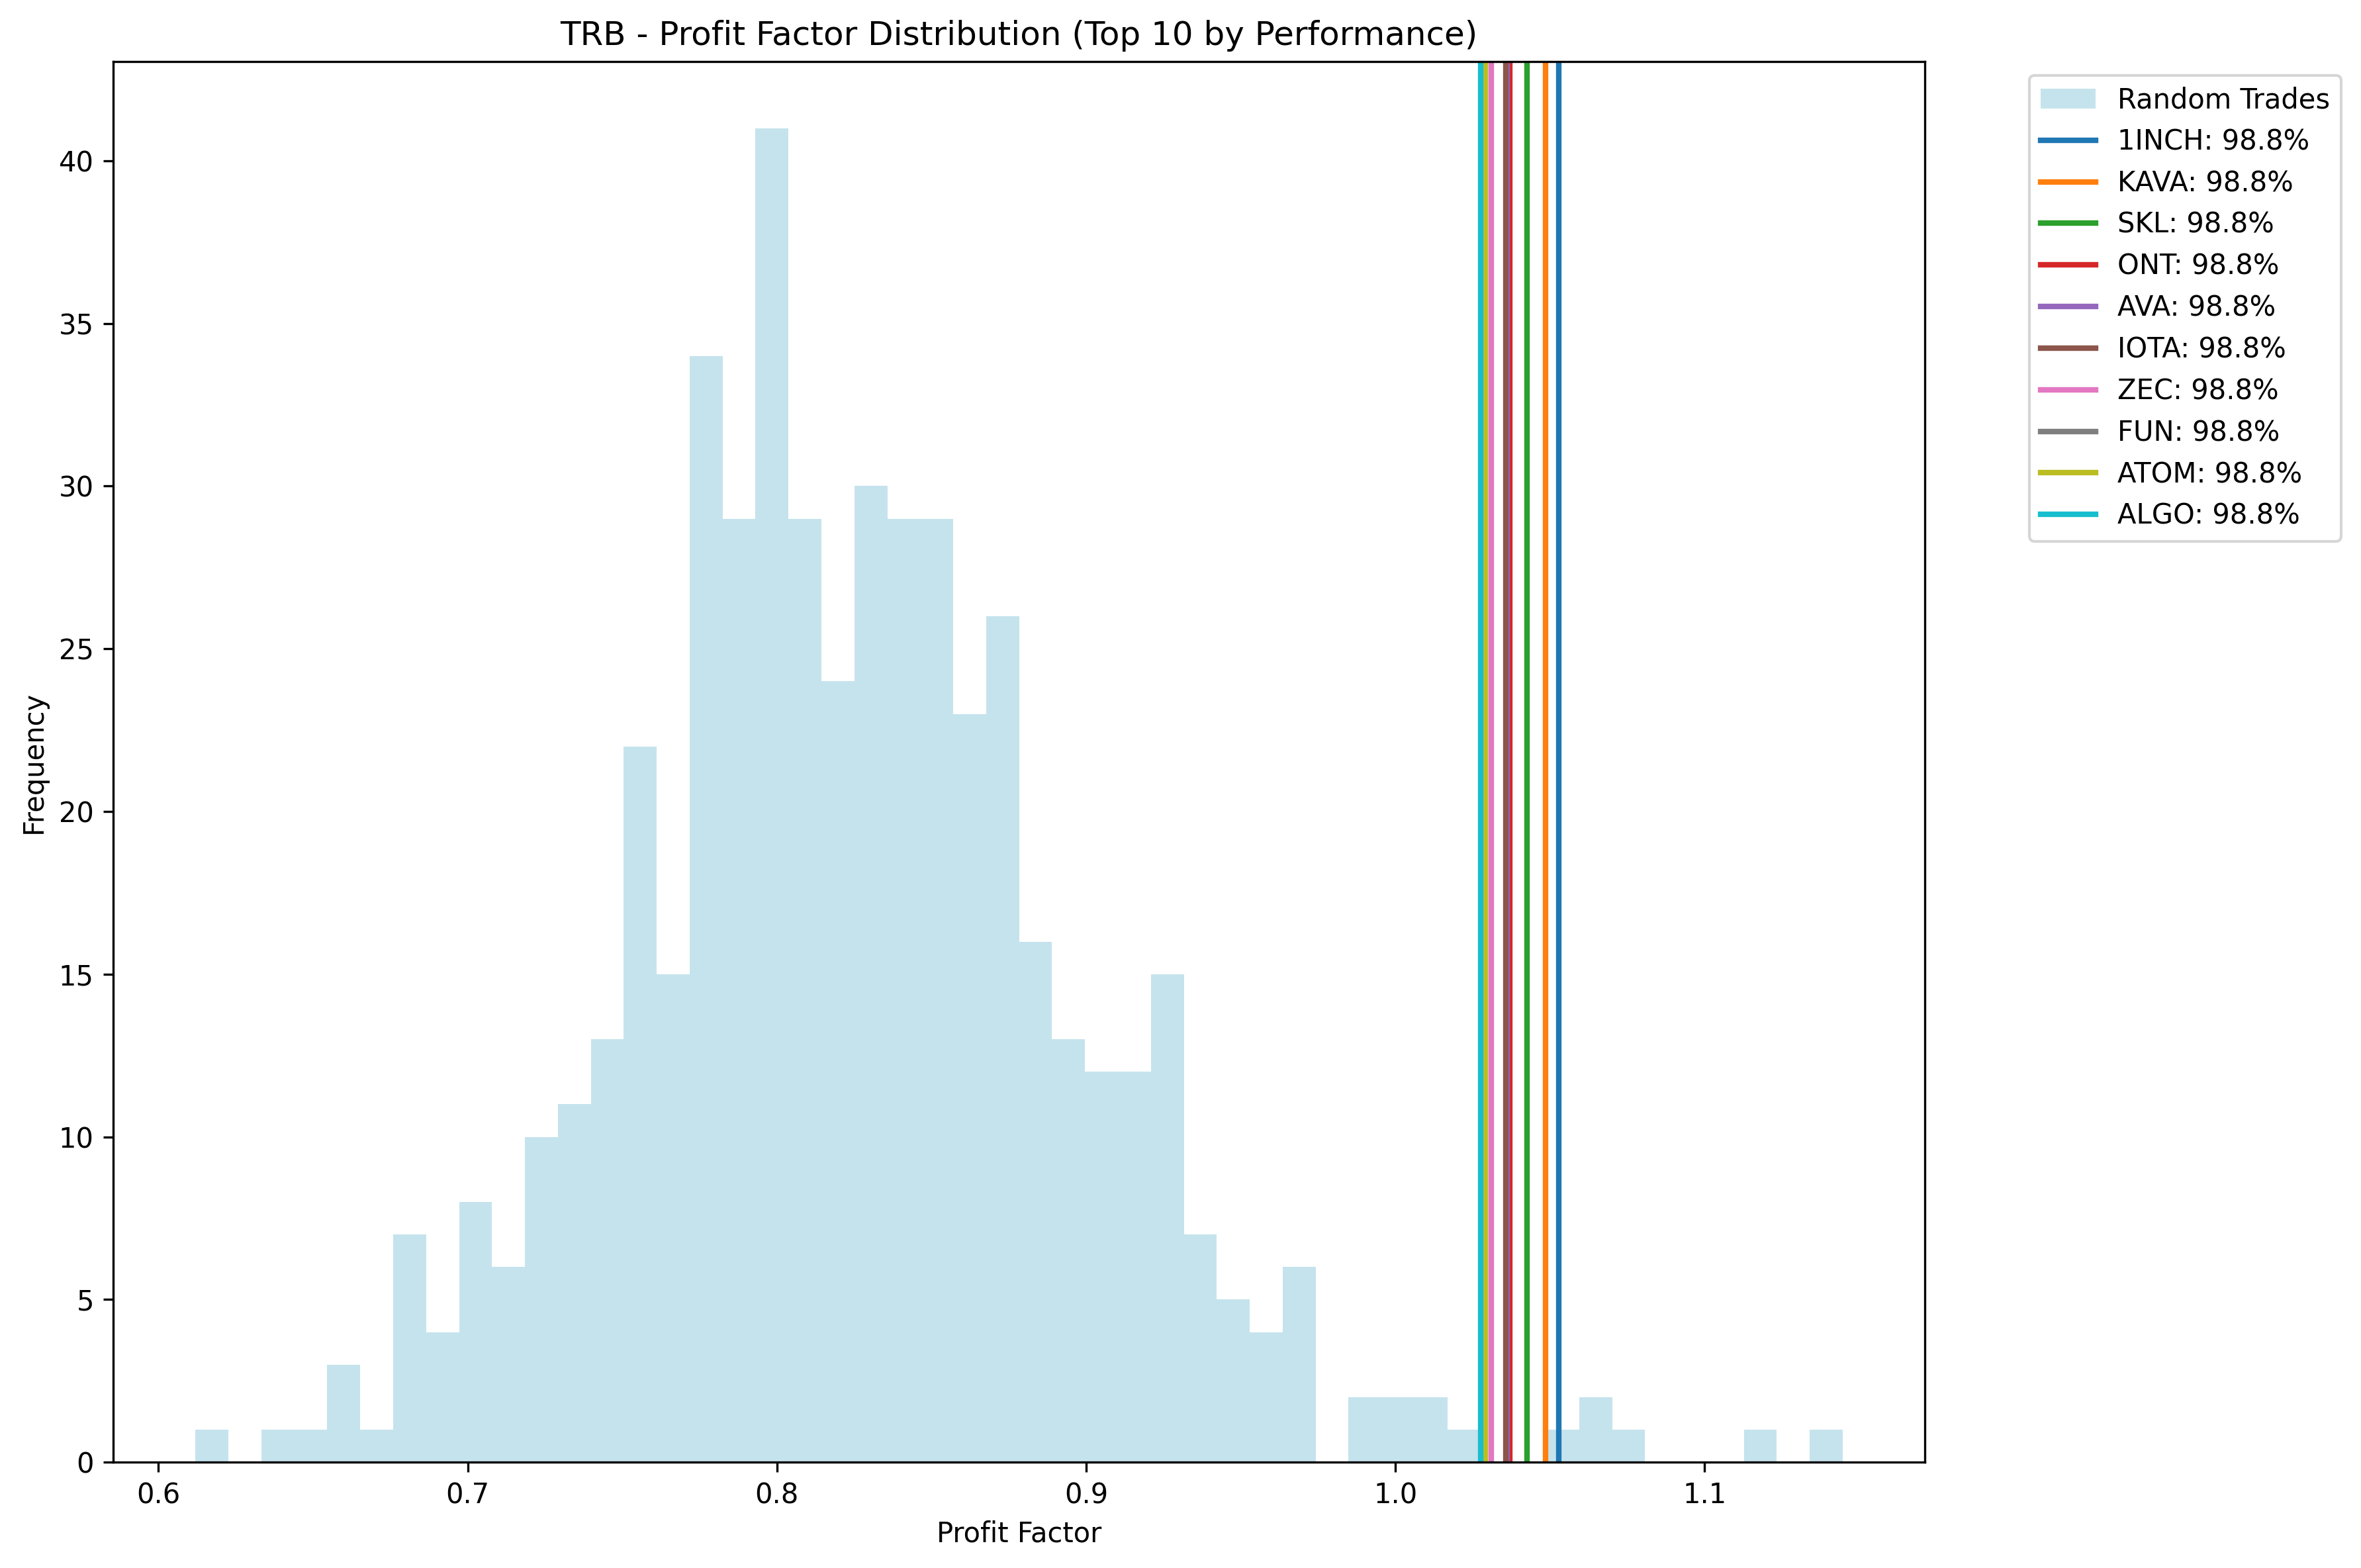 TRB - Profit Factor Distribution (Top 10 by Performance)
Random Trades
1INCH: 98.8%
KAVA: 98.8%
SKL: 98.8%
ONT: 98.8%
AVA: 98.8%
IOTA: 98.8%
ZEC: 98.8%
FUN: 98.8%
ATOM: 98.8%
ALGO: 98.8%
Frequency
40
35
30
25
20
15
10
5
0
0.6 0.7 0.8 0.9 1.0 1.1
Profit Factor